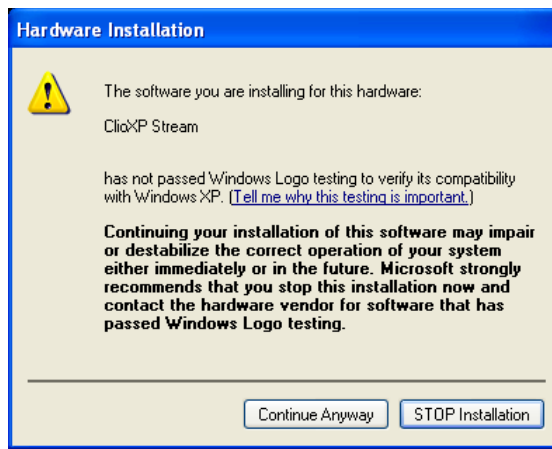 Hardware Installation
The software you are installing for this hardware:
ClioXP Stream
has not passed Windows Logo testing to verify its compatibility
with Windows XP. (Tell me why this testing is important.)
Continuing your installation of this software may impair
or destabilize the correct operation of your system
either immediately or in the future. Microsoft strongly
recommends that you stop this installation now and
contact the hardware vendor for software that has
passed Windows Logo testing.
Continue Anyway
STOP Installation